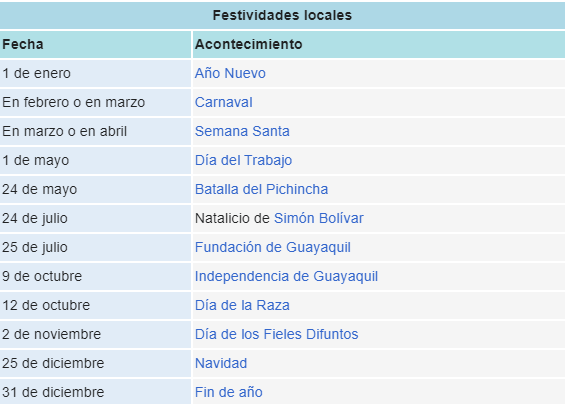 Festividades locales
Fecha Acontecimiento
1 de enero Año Nuevo
En febrero o en marzo Carnaval
En marzo o en abril Semana Santa
1 de mayo Día del Trabajo
24 de mayo Batalla del Pichincha
24 de julio Natalicio de Simón Bolívar
25 de julio Fundación de Guayaquil
9 de octubre Independencia de Guayaquil
12 de octubre Día de la Raza
2 de noviembre Día de los Fieles Difuntos
25 de diciembre Navidad
31 de diciembre Fin de año